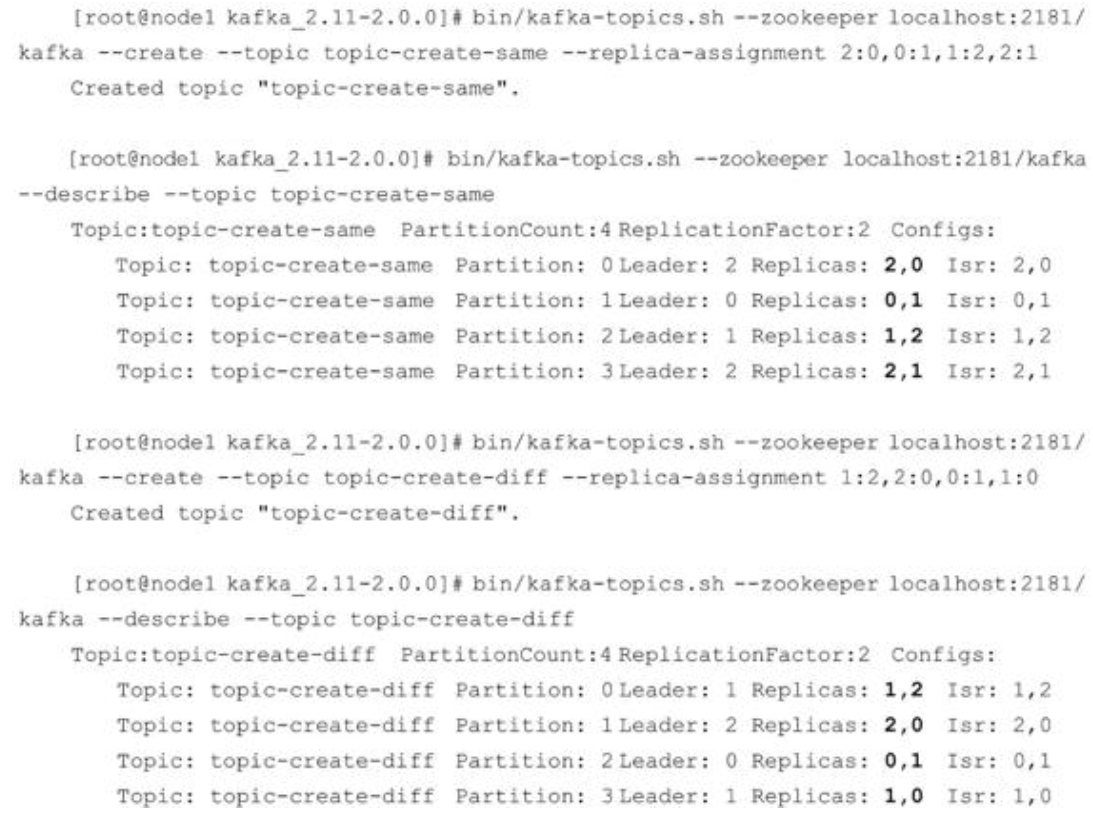 [root@node1 kafka_2.11-2.0.0]# bin/kafka-topics.sh --zookeeper localhost:2181/
kafka --create --topic topic-create-same --replica-assignment 2:0,0:1,1:2,2:1
Created topic "topic-create-same".
[root@node1 kafka_2.11-2.0.0]# bin/kafka-topics.sh --zookeeper localhost:2181/kafka
--describe --topic topic-create-same
Topic:topic-create-same PartitionCount:4 ReplicationFactor:2 Configs:
Topic: topic-create-same Partition: 0 Leader: 2 Replicas: 2,0 Isr: 2,0
Topic: topic-create-same Partition: 1 Leader: 0 Replicas: 0,1 Isr: 0,1
Topic: topic-create-same Partition: 2 Leader: 1 Replicas: 1,2 Isr: 1,2
Topic: topic-create-same Partition: 3 Leader: 2 Replicas: 2,1 Isr: 2,1
[root@node1 kafka_2.11-2.0.0]# bin/kafka-topics.sh --zookeeper localhost:2181/
kafka --create --topic topic-create-diff --replica-assignment 1:2,2:0,0:1,1:0
Created topic "topic-create-diff".
[root@node1 kafka_2.11-2.0.0]# bin/kafka-topics.sh --zookeeper localhost:2181/
kafka --describe --topic topic-create-diff
Topic:topic-create-diff PartitionCount:4 ReplicationFactor:2 Configs:
Topic: topic-create-diff Partition: 0 Leader: 1 Replicas: 1,2 Isr: 1,2
Topic: topic-create-diff Partition: 1 Leader: 2 Replicas: 2,0 Isr: 2,0
Topic: topic-create-diff Partition: 2 Leader: 0 Replicas: 0,1 Isr: 0,1
Topic: topic-create-diff Partition: 3 Leader: 1 Replicas: 1,0 Isr: 1,0